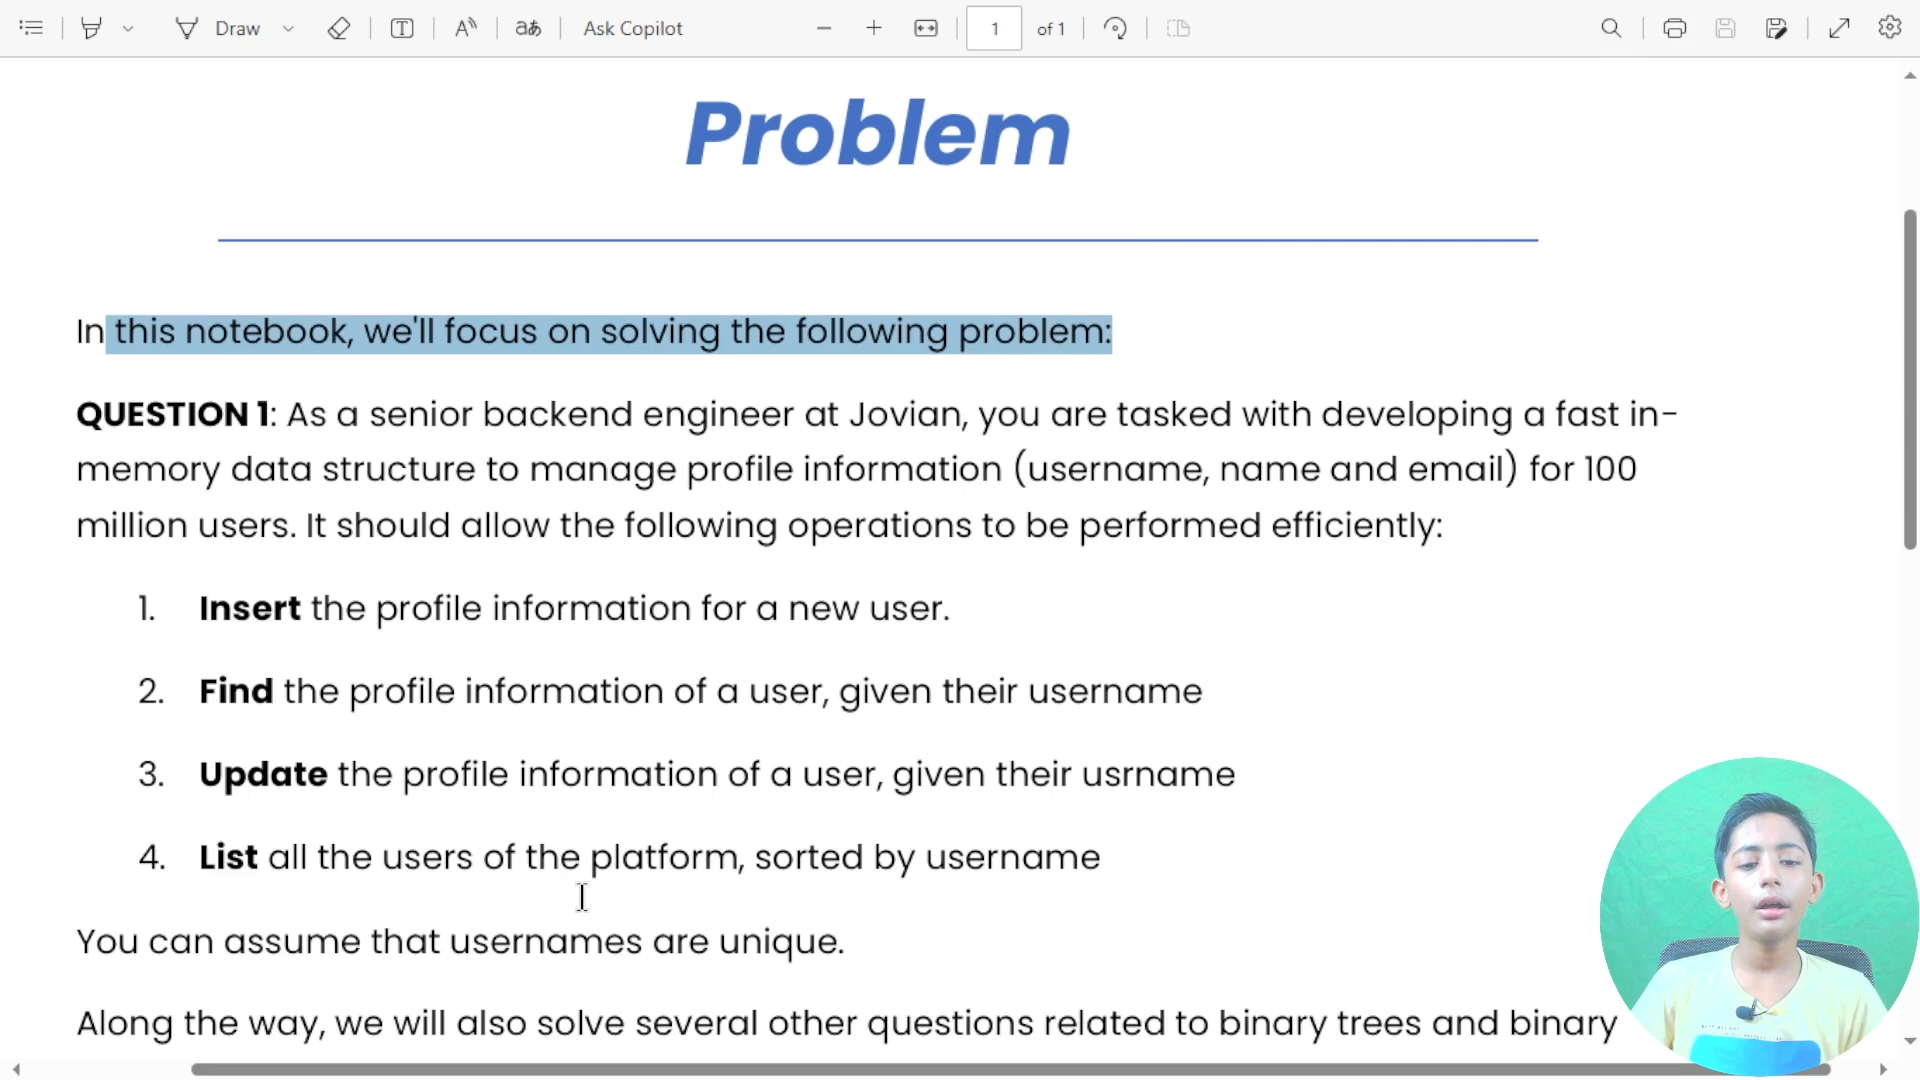 Draw
Ask Copilot
1
of 1
Problem
In this notebook, we'll focus on solving the following problem:
QUESTION 1: As a senior backend engineer at Jovian, you are tasked with developing a fast in-
memory data structure to manage profile information (username, name and email) for 100
million users. It should allow the following operations to be performed efficiently:
1. Insert the profile information for a new user.
2. Find the profile information of a user, given their username
3. Update the profile information of a user, given their usrname
4. List all the users of the platform, sorted by username
You can assume that usernames are unique.
Along the way, we will also solve several other questions related to binary trees and binary